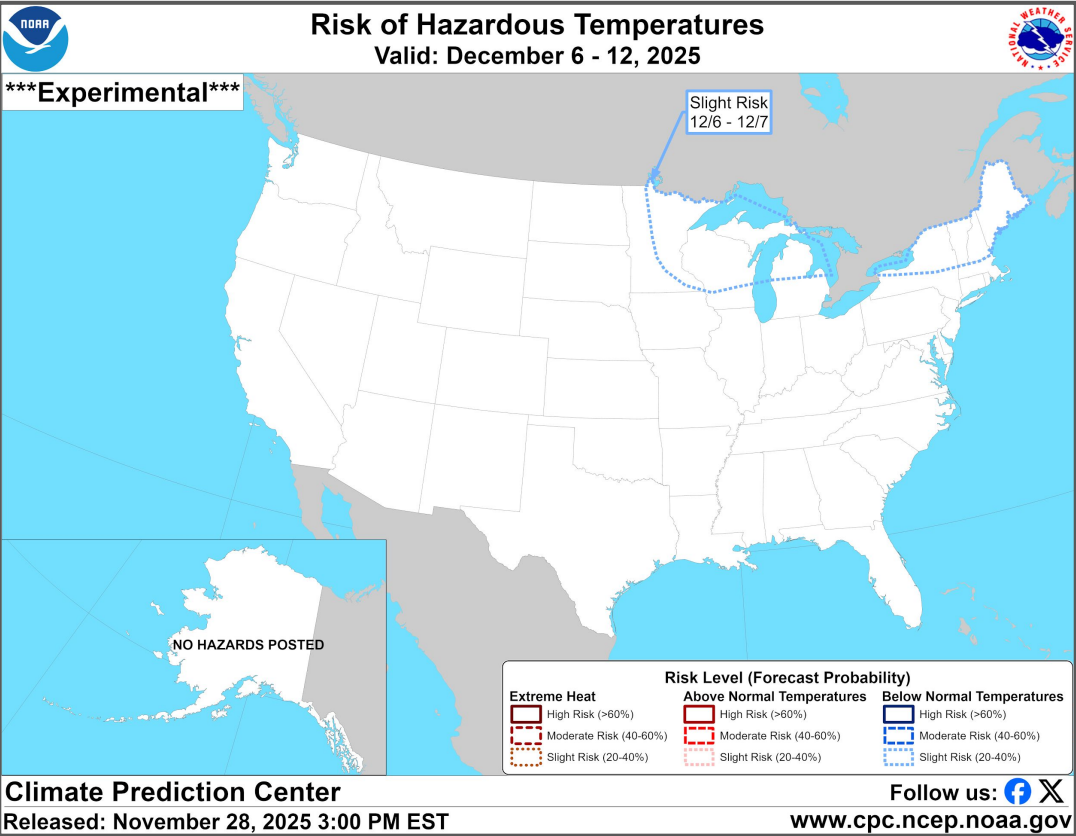 NOAA
Risk of Hazardous Temperatures
Valid: December 6 - 12, 2025
NATIONAL WEATHER SERVICE
***Experimental***
Slight Risk
12/6 - 12/7
NO HAZARDS POSTED
Risk Level (Forecast Probability)
Extreme Heat
High Risk (>60%)
Moderate Risk (40-60%)
Slight Risk (20-40%)
Above Normal Temperatures
High Risk (>60%)
Moderate Risk (40-60%)
Slight Risk (20-40%)
Below Normal Temperatures
High Risk (>60%)
Moderate Risk (40-60%)
Slight Risk (20-40%)
Climate Prediction Center
Follow us:
Released: November 28, 2025 3:00 PM EST
www.cpc.ncep.noaa.gov